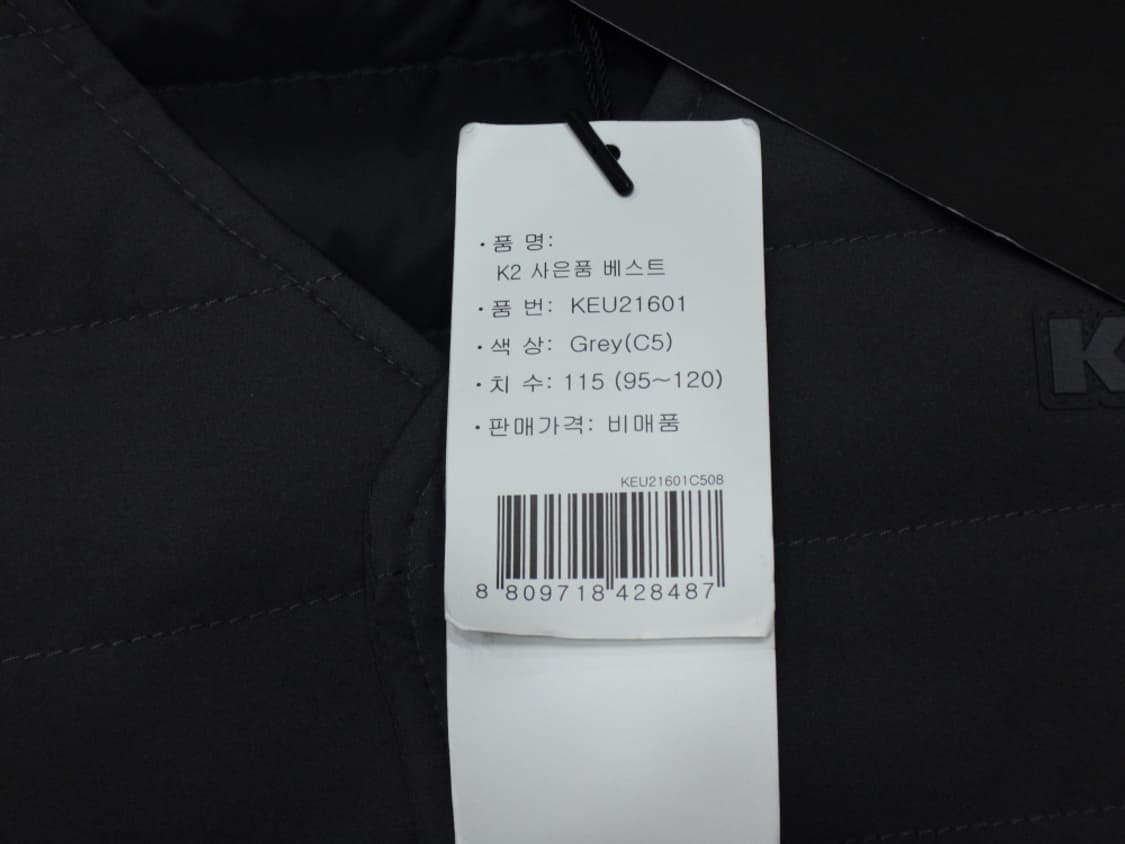 · 품 명:
K2 사은품 베스트
· 품 번: KEU21601
· 색 상: Grey(C5)
· 치 수: 115 (95~120)
· 판매가격: 비매품
KEU21601C508
8 809718 428487
K